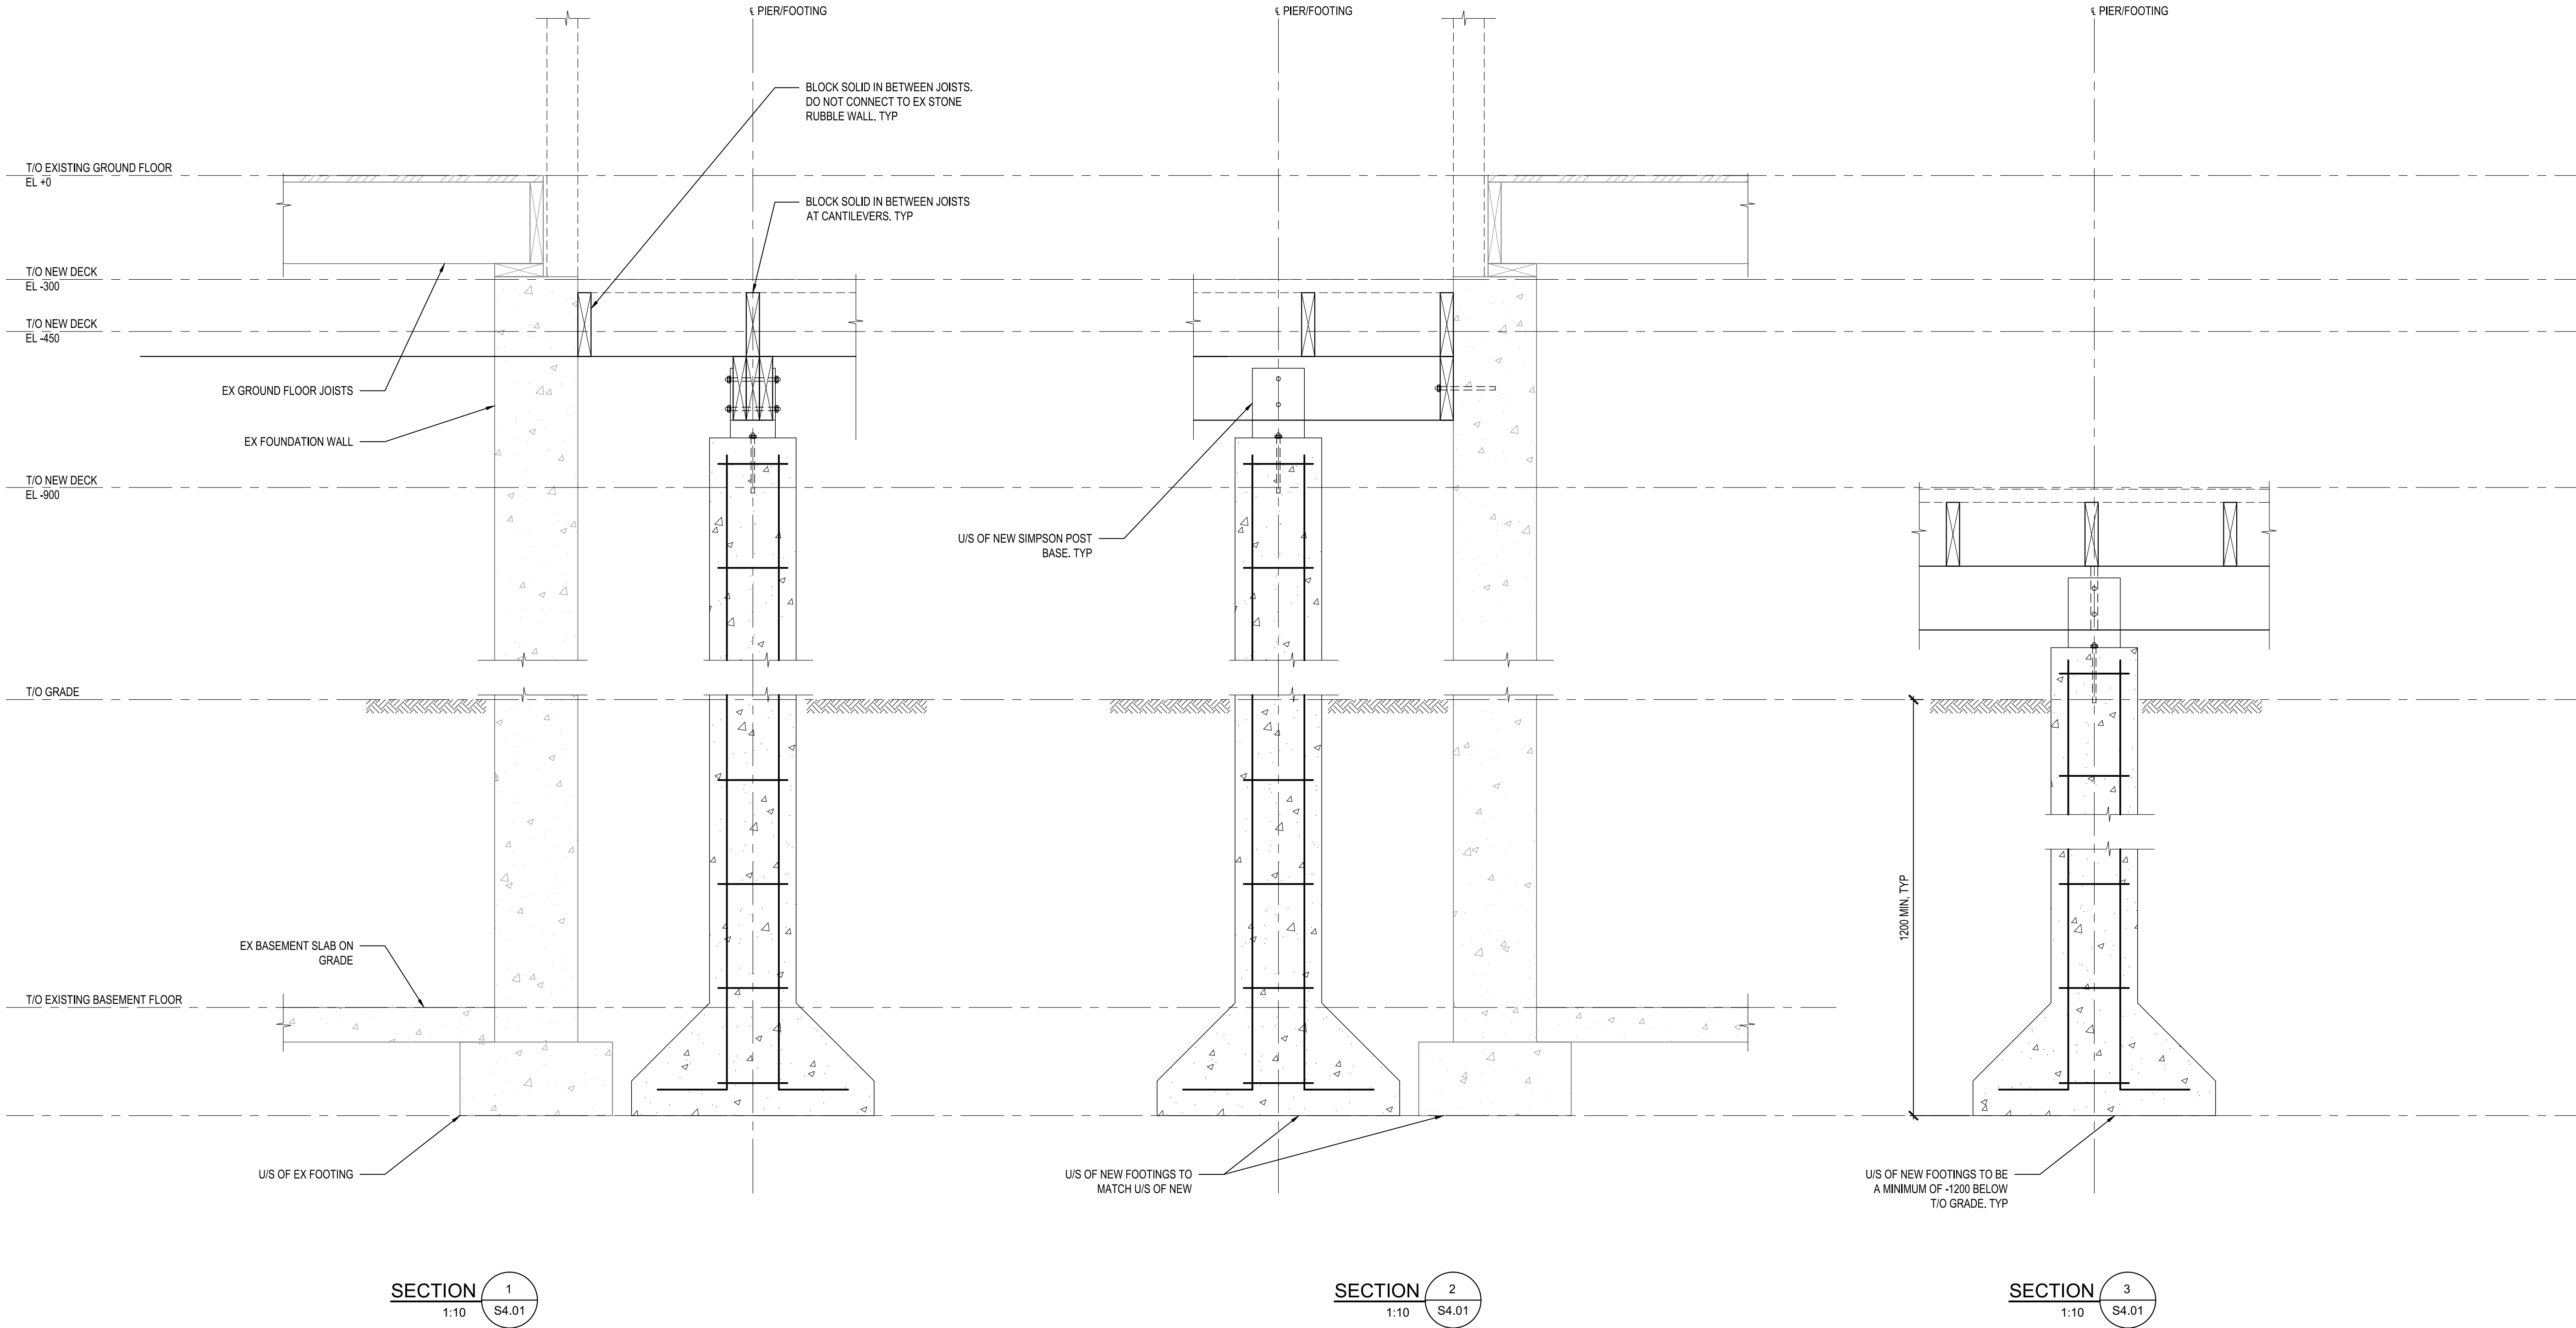 ℄ PIER/FOOTING
℄ PIER/FOOTING
℄ PIER/FOOTING
BLOCK SOLID IN BETWEEN JOISTS.
DO NOT CONNECT TO EX STONE
RUBBLE WALL. TYP
T/O EXISTING GROUND FLOOR
EL +0
BLOCK SOLID IN BETWEEN JOISTS
AT CANTILEVERS. TYP
T/O NEW DECK
EL -300
T/O NEW DECK
EL -450
EX GROUND FLOOR JOISTS
EX FOUNDATION WALL
T/O NEW DECK
EL -900
U/S OF NEW SIMPSON POST
BASE. TYP
T/O GRADE
1200 MIN, TYP
EX BASEMENT SLAB ON
GRADE
T/O EXISTING BASEMENT FLOOR
U/S OF EX FOOTING
U/S OF NEW FOOTINGS TO
MATCH U/S OF NEW
U/S OF NEW FOOTINGS TO BE
A MINIMUM OF -1200 BELOW
T/O GRADE. TYP
SECTION 1
1:10 S4.01
SECTION 2
1:10 S4.01
SECTION 3
1:10 S4.01